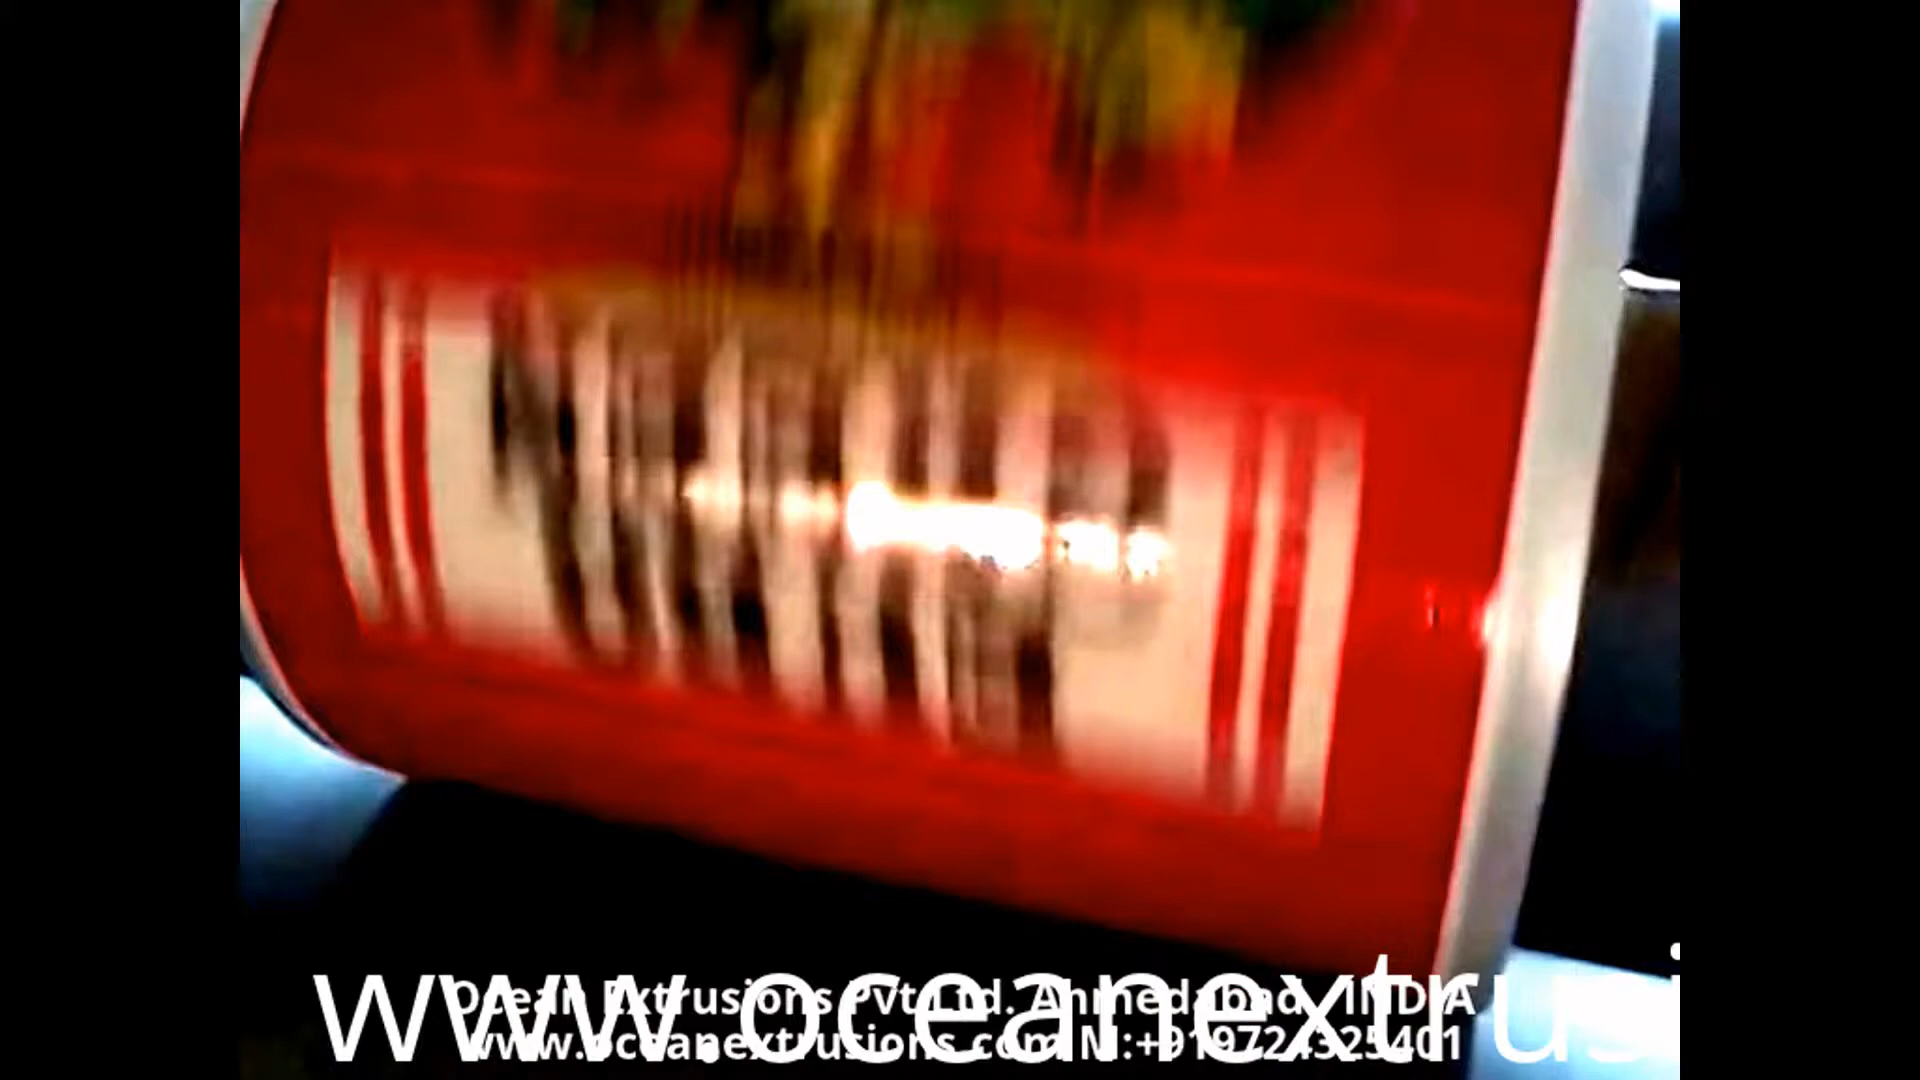 www.oceanextrusi
Ocean Extrusions Pvt. Ltd. Ahmedabad, INDIA
www.oceanextrusions.com M:+919724325401